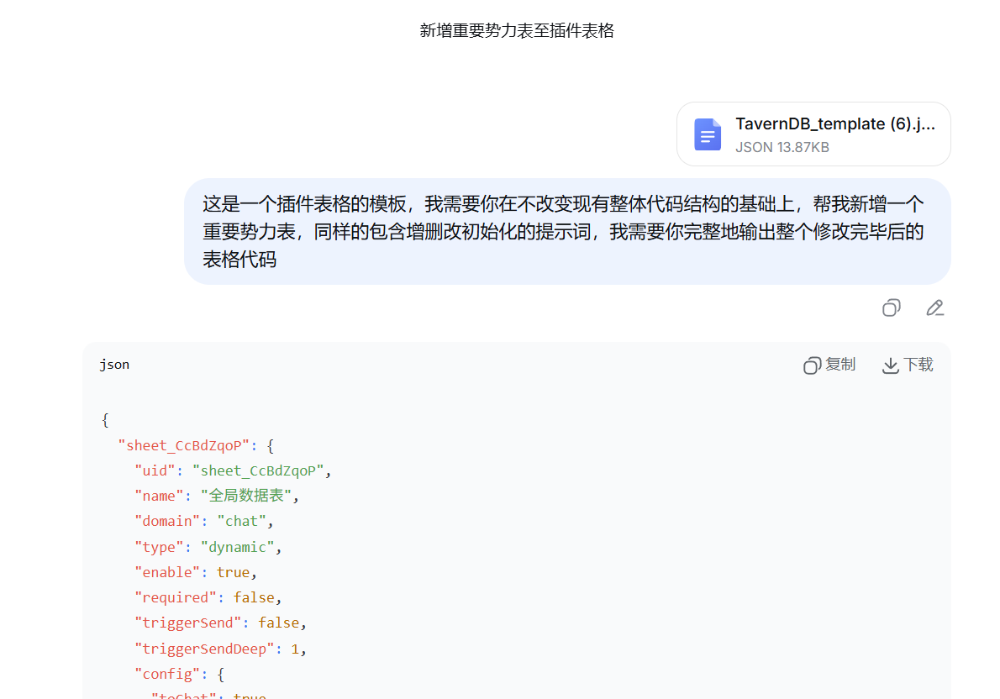 新增重要势力表至插件表格
TavernDB_template (6).j...
JSON 13.87KB
这是一个插件表格的模板，我需要你在不改变现有整体代码结构的基础上，帮我新增一个
重要势力表，同样的包含增删改初始化的提示词，我需要你完整地输出整个修改完毕后的
表格代码
json
复制
下载
{
"sheet_CcBdZqoP": {
"uid": "sheet_CcBdZqoP",
"name": "全局数据表",
"domain": "chat",
"type": "dynamic",
"enable": true,
"required": false,
"triggerSend": false,
"triggerSendDeep": 1,
"config": {
"toChat": true,